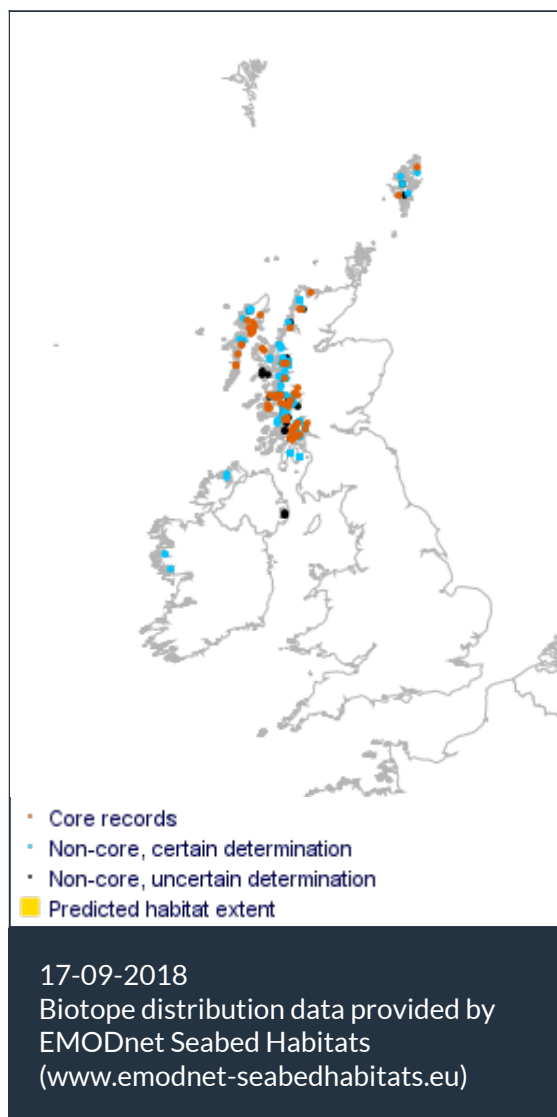 Core records
Non-core, certain determination
Non-core, uncertain determination
Predicted habitat extent
17-09-2018
Biotope distribution data provided by
EMODnet Seabed Habitats
(www.emodnet-seabedhabitats.eu)